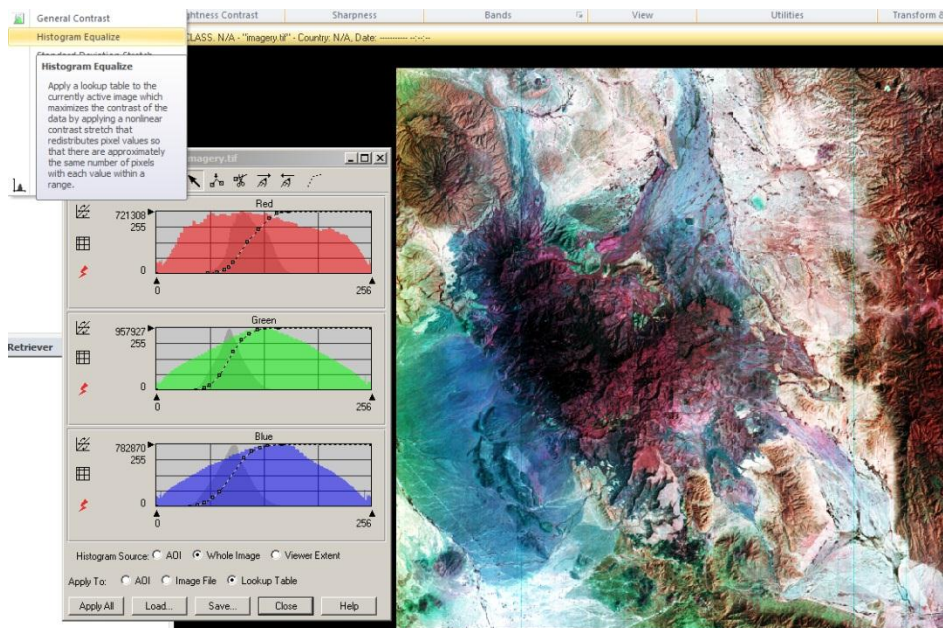 General Contrast
ghtness Contrast
Sharpness
Bands
View
Utilities
Transform &
Histogram Equalize
CLASS. N/A - "imagery.tif" - Country: N/A, Date: ----------- --:--:--
Standard Deviation Stretch
Histogram Equalize
Apply a lookup table to the
currently active image which
maximizes the contrast of the
data by applying a nonlinear
contrast stretch that
redistributes pixel values so
that there are approximately
the same number of pixels
with each value within a
range.
magery.tif
Red
721308
255
0
0
256
Green
957927
255
0
0
256
Retriever
Blue
782870
255
0
0
256
Histogram Source: AOI Whole Image Viewer Extent
Apply To: AOI Image File Lookup Table
Apply All Load... Save... Close Help